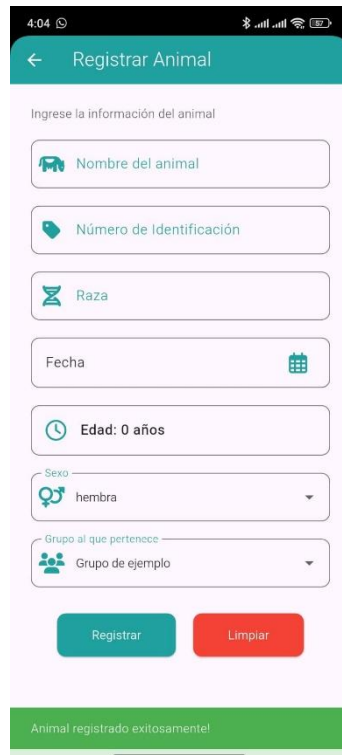 4:04
57
Registrar Animal
Ingrese la información del animal
Nombre del animal
Número de Identificación
Raza
Fecha
Edad: 0 años
Sexo
hembra
Grupo al que pertenece
Grupo de ejemplo
Registrar
Limpiar
Animal registrado exitosamente!